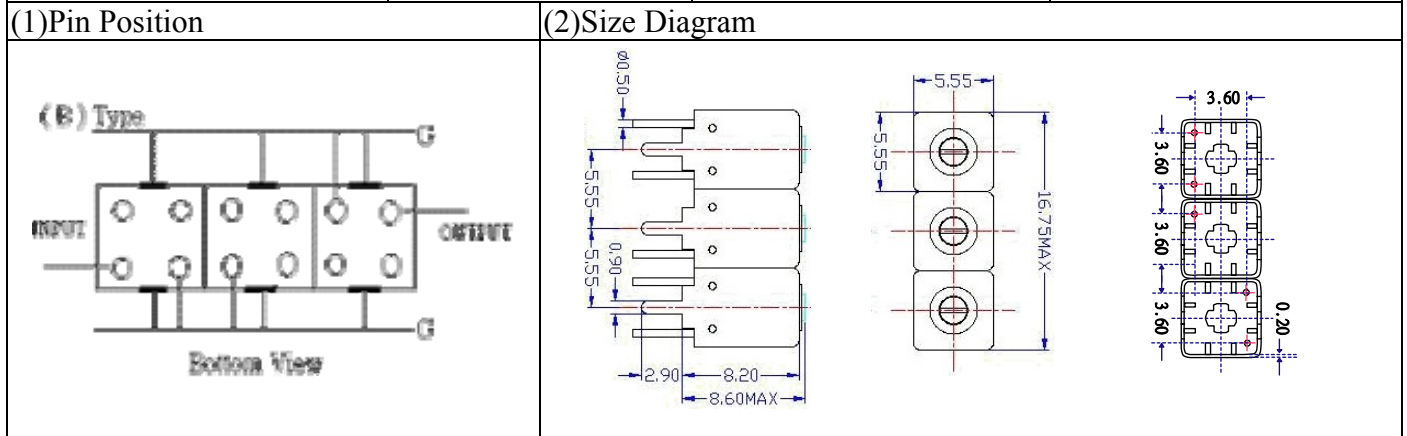 (1)Pin Position
(2)Size Diagram
(B) Type
G
INPUT
OUTPUT
G
Bottom View
ø0.50
5.55
5.55
0.90
2.90
8.20
8.60MAX
5.55
5.55
16.75MAX
3.60
3.60
3.60
3.60
0.20